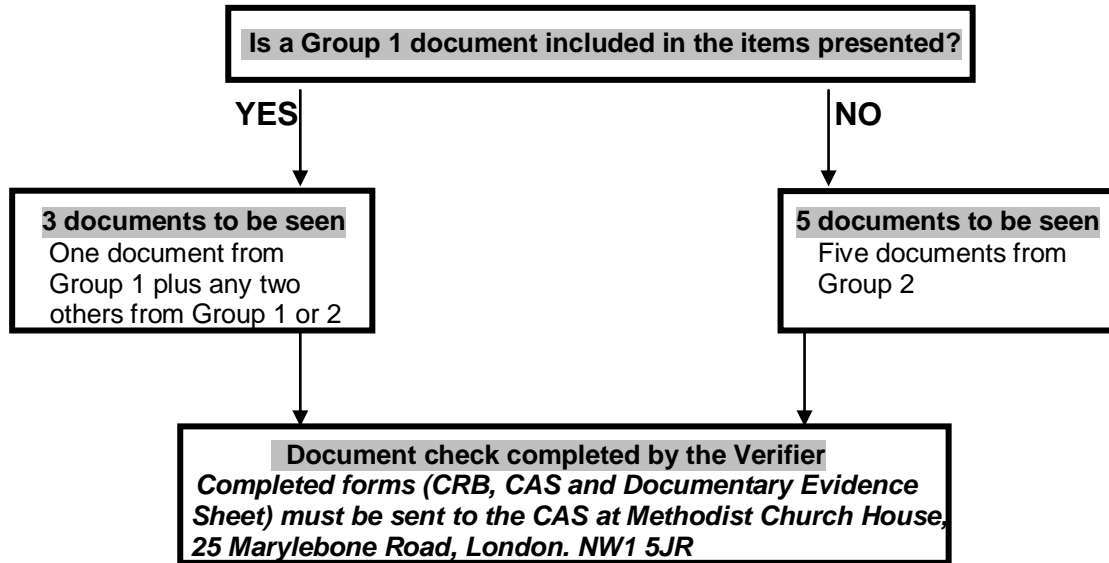 Is a Group 1 document included in the items presented?
YES
NO
3 documents to be seen
One document from
Group 1 plus any two
others from Group 1 or 2
5 documents to be seen
Five documents from
Group 2
Document check completed by the Verifier
Completed forms (CRB, CAS and Documentary Evidence
Sheet) must be sent to the CAS at Methodist Church House,
25 Marylebone Road, London. NW1 5JR